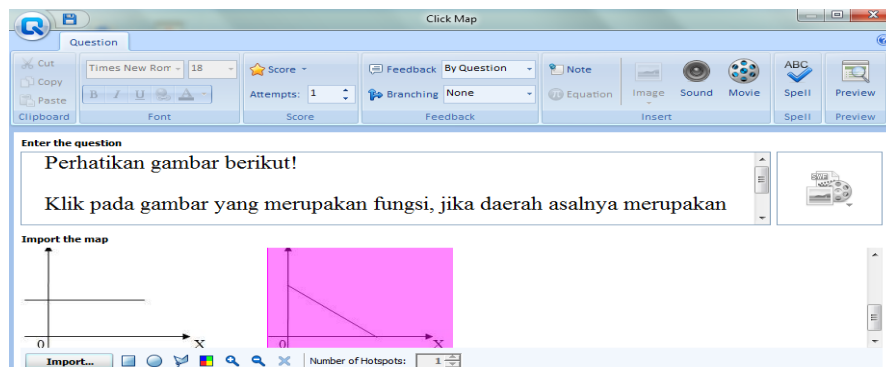 Click Map
Question
Cut
Copy
Paste
Clipboard
Times New Rom
18
B I U A
Font
Score
Attempts: 1
Score
Feedback By Question
Branching None
Feedback
Note
Equation
Image
Sound
Movie
Insert
ABC
Spell
Spell
Preview
Preview
Enter the question
Perhatikan gambar berikut!
Klik pada gambar yang merupakan fungsi, jika daerah asalnya merupakan
Import the map
0 X
0 X
Import...
Number of Hotspots: 1